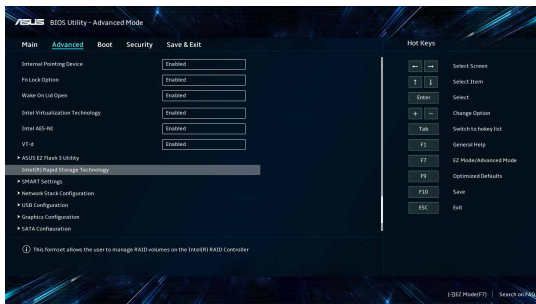 ASUS BIOS Utility - Advanced Mode
Main Advanced Boot Security Save & Exit
Hot Keys
Internal Pointing Device Enabled
Fn Lock Option Enabled
Wake On Lid Open Enabled
Intel Virtualization Technology Enabled
Intel AES-NI Enabled
VT-d Enabled
ASUS EZ Flash 3 Utility
Intel(R) Rapid Storage Technology
SMART Settings
Network Stack Configuration
USB Configuration
Graphics Configuration
SATA Configuration
This formset allows the user to manage RAID volumes on the Intel(R) RAID Controller
← → Select Screen
↑ ↓ Select Item
Enter Select
+ − Change Option
Tab Switch to hokey list
F1 General Help
F7 EZ Mode/Advanced Mode
F9 Optimized Defaults
F10 Save
ESC Exit
EZ Mode(F7) | Search on FAQ